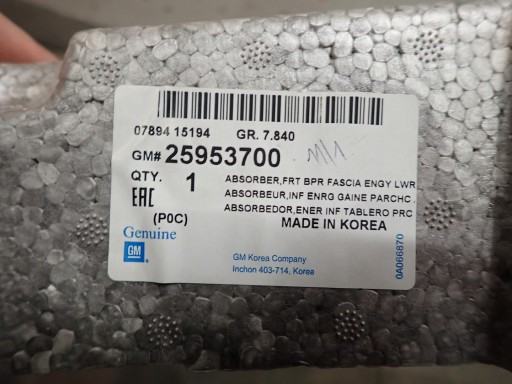 07894 15194 GR. 7.840
GM# 25953700
QTY. 1 ABSORBER,FRT BPR FASCIA ENGY LWR
EAC ABSORBEUR,INF ENRG GAINE PARCHC .
(P0C) ABSORBEDOR,ENER INF TABLERO PRC
MADE IN KOREA
Genuine
GM
GM Korea Company
Inchon 403-714, Korea
0A066870